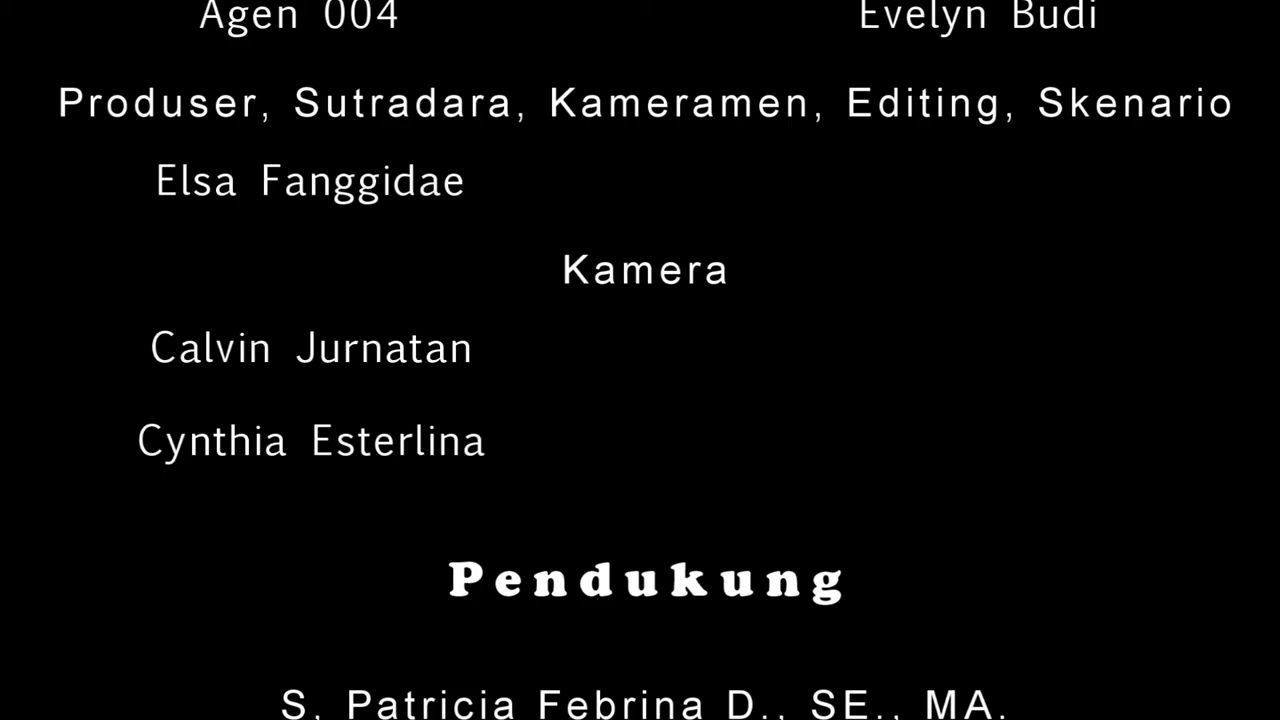 Agen 004 Evelyn Budi
Produser, Sutradara, Kameramen, Editing, Skenario
Elsa Fanggidae
Kamera
Calvin Jurnatan
Cynthia Esterlina
Pendukung
S, Patricia Febrina D., SE., MA.